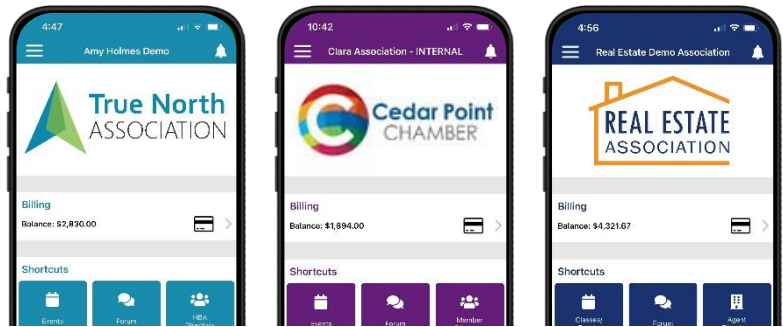 4:47
Amy Holmes Demo
True North
ASSOCIATION
Billing
Balance: $2,830.00
Shortcuts
Events
Forum
HBA
Directory
10:42
Clara Association - INTERNAL
Cedar Point
CHAMBER
Billing
Balance: $1,894.00
Shortcuts
Events
Forum
Member
4:56
Real Estate Demo Association
REAL ESTATE
ASSOCIATION
Billing
Balance: $4,321.67
Shortcuts
Classes/
Forum
Agent